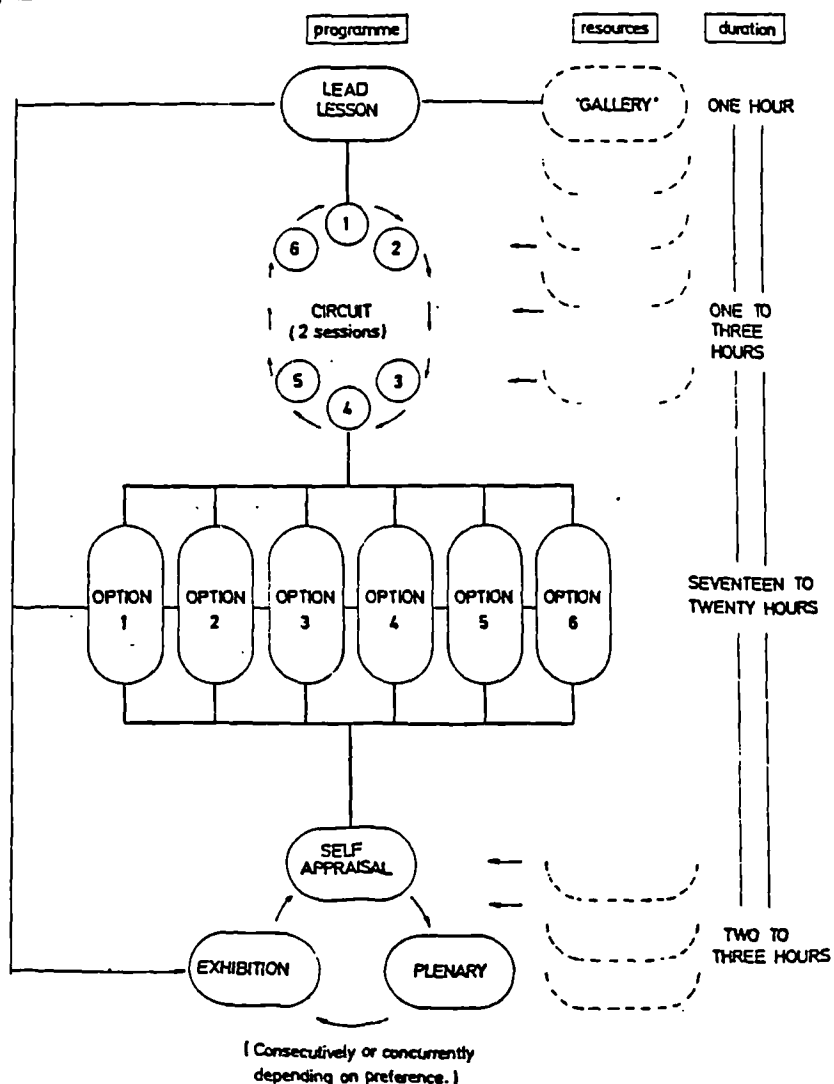 programme
resources
duration
LEAD
LESSON
"GALLERY"
ONE HOUR
1
2
3
4
5
6
CIRCUIT
(2 sessions)
ONE TO
THREE
HOURS
OPTION
1
OPTION
2
OPTION
3
OPTION
4
OPTION
5
OPTION
6
SEVENTEEN TO
TWENTY HOURS
SELF
APPRAISAL
EXHIBITION
PLENARY
TWO TO
THREE HOURS
( Consecutively or concurrently
depending on preference. )